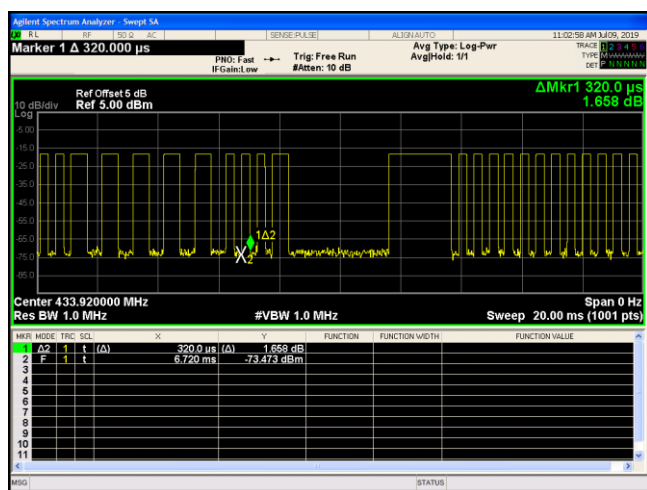 Agilent Spectrum Analyzer - Swept SA
RL RF 50 Ω AC SENSE:PULSE ALIGN AUTO 11:02:58 AM Jul 09, 2019
Marker 1 Δ 320.000 µs Avg Type: Log-Pwr TRACE 1 2 3 4 5 6
PNO: Fast Trig: Free Run Avg|Hold: 1/1 TYPE
IFGain:Low #Atten: 10 dB DET P N N N N N
Ref Offset 5 dB ΔMkr1 320.0 µs
10 dB/div Ref 5.00 dBm 1.658 dB
Log
-5.00
-15.0
-25.0
-35.0
-45.0
-55.0
-65.0
-75.0
-85.0
1Δ2
X2
Center 433.920000 MHz Span 0 Hz
Res BW 1.0 MHz #VBW 1.0 MHz Sweep 20.00 ms (1001 pts)
MKR MODE TRC SCL X Y FUNCTION FUNCTION WIDTH FUNCTION VALUE
1 Δ2 1 t (Δ) 320.0 µs (Δ) 1.658 dB
2 F 1 t 6.720 ms -73.473 dBm
3
4
5
6
7
8
9
10
11
MSG STATUS